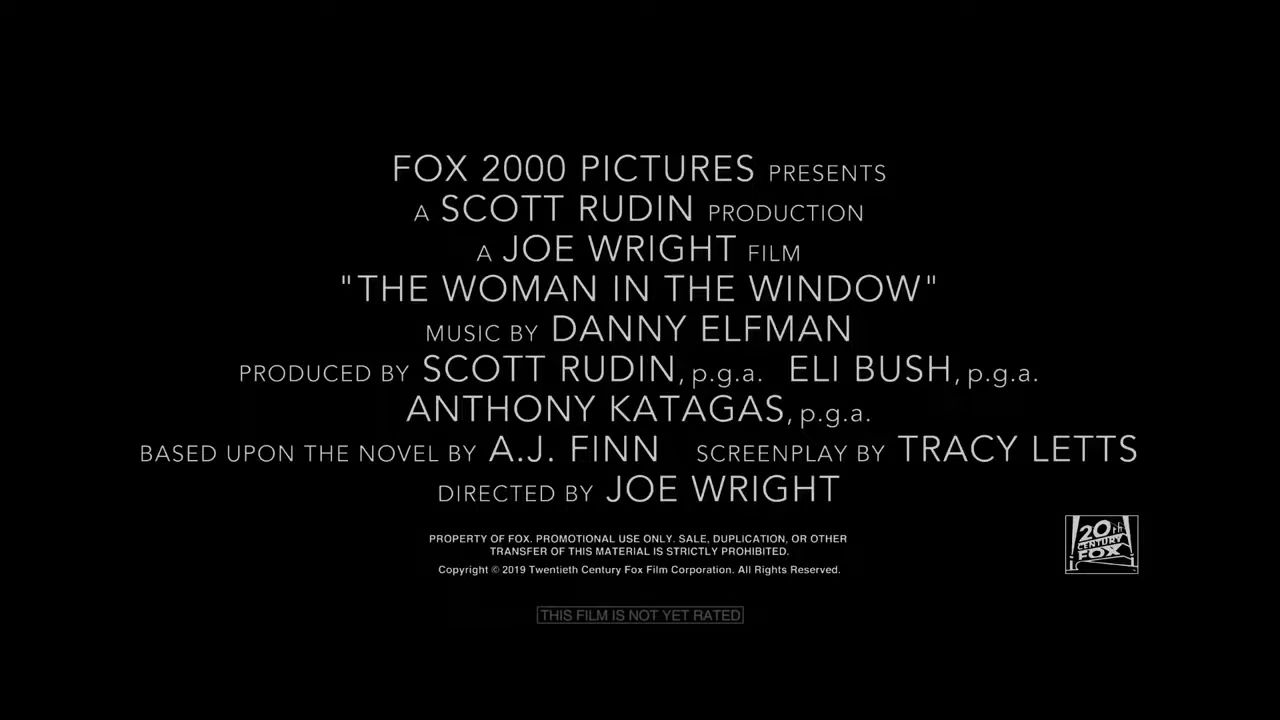 FOX 2000 PICTURES PRESENTS
A SCOTT RUDIN PRODUCTION
A JOE WRIGHT FILM
"THE WOMAN IN THE WINDOW"
MUSIC BY DANNY ELFMAN
PRODUCED BY SCOTT RUDIN, p.g.a. ELI BUSH, p.g.a.
ANTHONY KATAGAS, p.g.a.
BASED UPON THE NOVEL BY A.J. FINN SCREENPLAY BY TRACY LETTS
DIRECTED BY JOE WRIGHT
PROPERTY OF FOX. PROMOTIONAL USE ONLY. SALE, DUPLICATION, OR OTHER
TRANSFER OF THIS MATERIAL IS STRICTLY PROHIBITED.
Copyright © 2019 Twentieth Century Fox Film Corporation. All Rights Reserved.
20th
CENTURY
FOX
THIS FILM IS NOT YET RATED